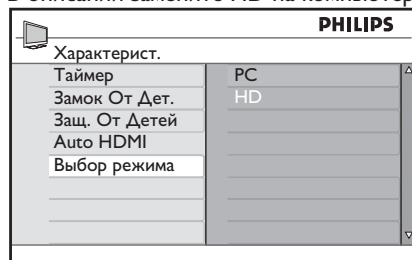 PHILIPS
Характерист.
Таймер
PC
Замок От Дет.
HD
Защ. От Детей
Auto HDMI
Выбор режима